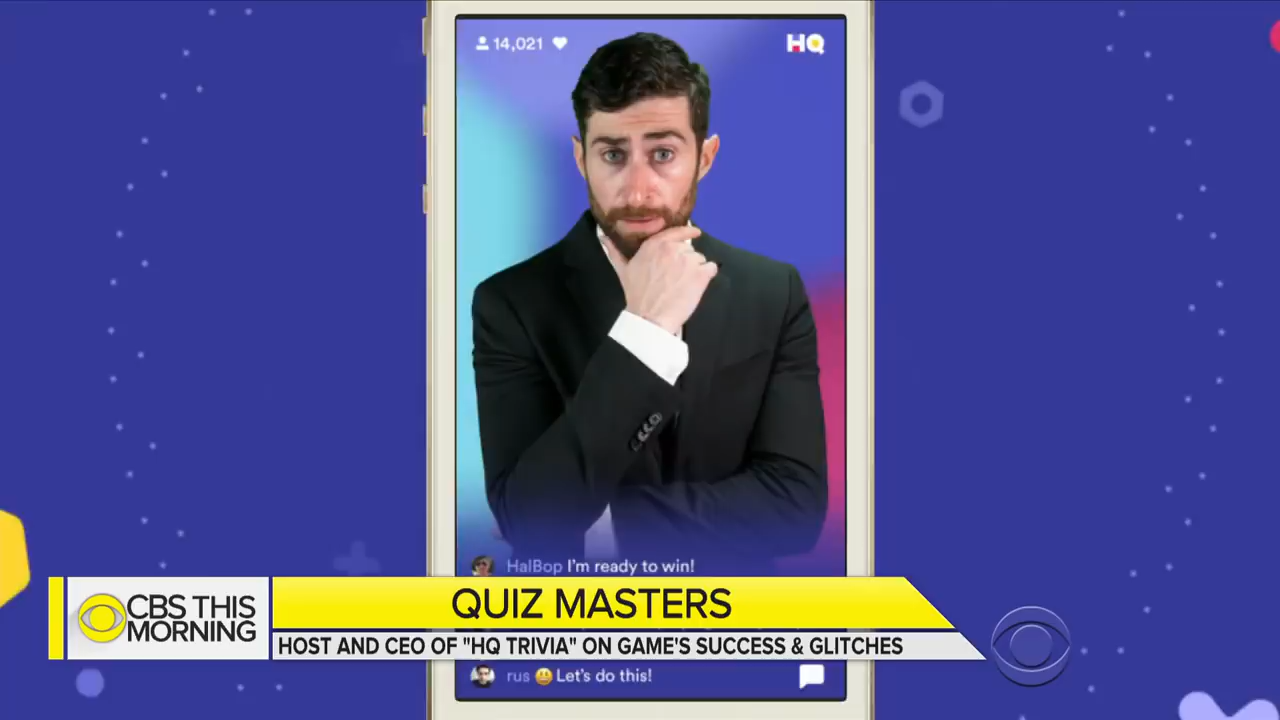 14,021
HQ
HalBop I'm ready to win!
CBS THIS
MORNING
QUIZ MASTERS
HOST AND CEO OF "HQ TRIVIA" ON GAME'S SUCCESS & GLITCHES
rus 😃 Let's do this!